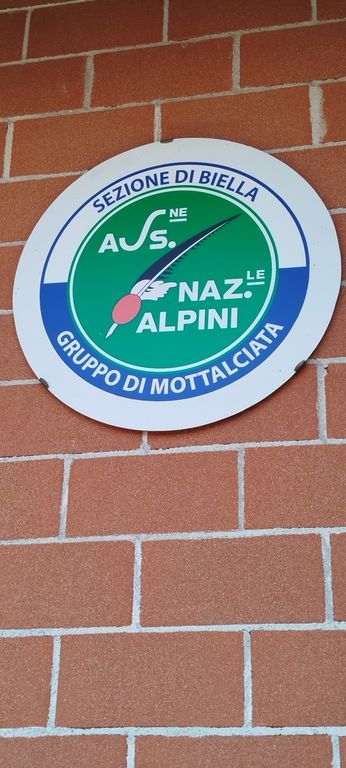 SEZIONE DI BIELLA
ASS.NE
NAZ.LE
ALPINI
GRUPPO DI MOTTALCIATA